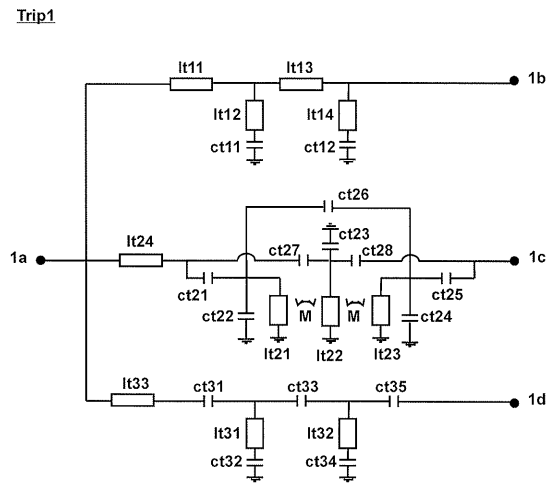 Trip1
lt11
lt13
1b
lt12
lt14
ct11
ct12
ct26
ct23
lt24
ct27
ct28
1a
1c
ct21
ct25
ct22
M
M
ct24
lt21
lt22
lt23
lt33
ct31
ct33
ct35
1d
lt31
lt32
ct32
ct34